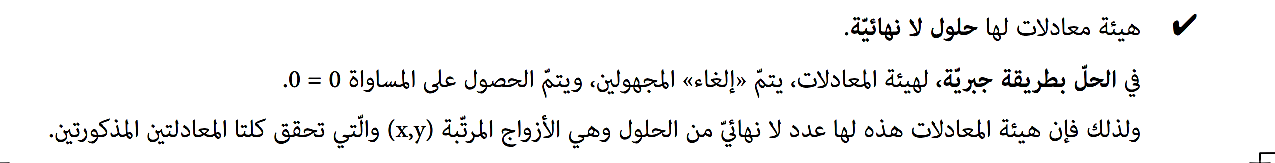 ✔ هيئة معادلات لها حلول لا نهائيّة.
في الحلّ بطريقة جبريّة، لهيئة المعادلات، يتمّ «إلغاء» المجهولين، ويتمّ الحصول على المساواة 0 = 0.
ولذلك فإن هيئة المعادلات هذه لها عدد لا نهائيّ من الحلول وهي الأزواج المرتّبة (x,y) والّتي تحقق كلتا المعادلتين المذكورتين.